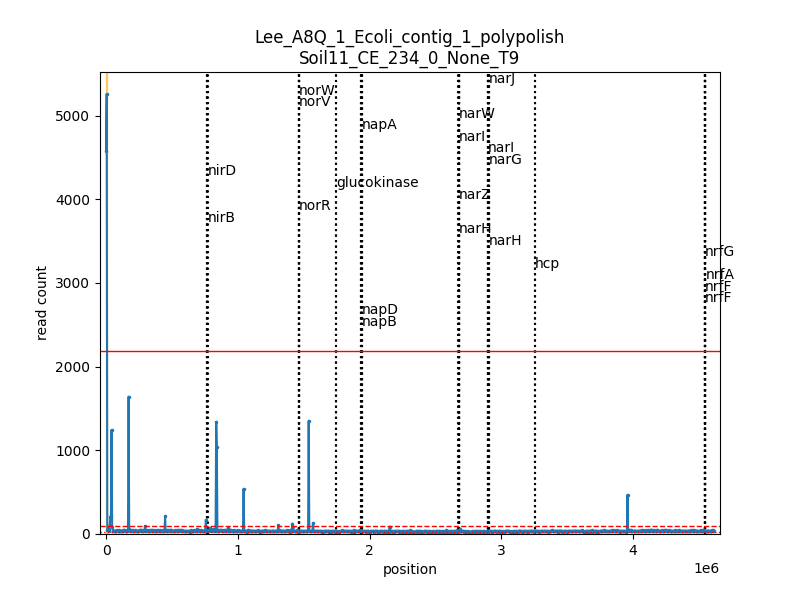 Lee_A8Q_1_Ecoli_contig_1_polypolish
Soil11_CE_234_0_None_T9
narJ
norW
norV
narW
napA
narI
narI
narG
nirD
glucokinase
narZ
norR
nirB
narH
narH
nrfG
hcp
nrfA
nrfF
nrfF
napD
napB
5000
4000
3000
2000
1000
0
read count
0 1 2 3 4
1e6
position